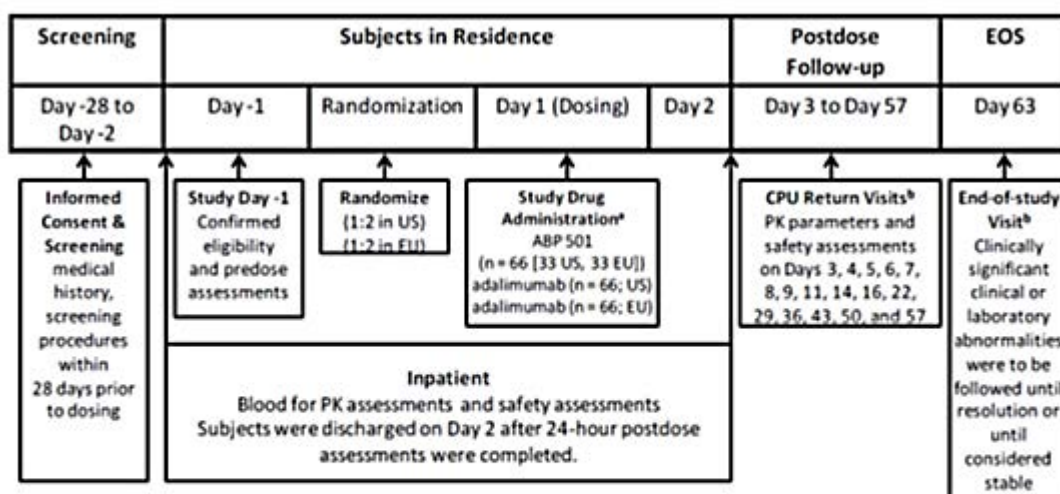 Screening
Subjects in Residence
Postdose
Follow-up
EOS
Day -28 to
Day -2
Day -1
Randomization
Day 1 (Dosing)
Day 2
Day 3 to Day 57
Day 63
Informed
Consent &
Screening
medical
history,
screening
procedures
within
28 days prior
to dosing
Study Day -1
Confirmed
eligibility
and predose
assessments
Randomize
(1:2 in US)
(1:2 in EU)
Study Drug
Administrationᵃ
ABP 501
(n = 66 [33 US, 33 EU])
adalimumab (n = 66; US)
adalimumab (n = 66; EU)
CPU Return Visitsᵇ
PK parameters and
safety assessments
on Days 3, 4, 5, 6, 7,
8, 9, 11, 14, 16, 22,
29, 36, 43, 50, and 57
End-of-study
Visitᵇ
Clinically
significant
clinical or
laboratory
abnormalities
were to be
followed until
resolution or
until
considered
stable
Inpatient
Blood for PK assessments and safety assessments
Subjects were discharged on Day 2 after 24-hour postdose
assessments were completed.